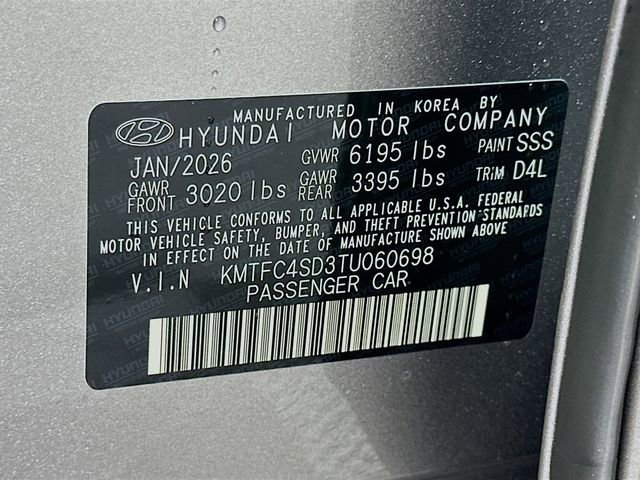 MANUFACTURED IN KOREA BY
HYUNDAI MOTOR COMPANY
JAN/2026 GVWR 6195 lbs PAINT SSS
GAWR FRONT 3020 lbs GAWR REAR 3395 lbs TRIM D4L
THIS VEHICLE CONFORMS TO ALL APPLICABLE U.S.A. FEDERAL
MOTOR VEHICLE SAFETY, BUMPER, AND THEFT PREVENTION STANDARDS
IN EFFECT ON THE DATE OF MANUFACTURE SHOWN ABOVE
V.I.N KMTFC4SD3TU060698
PASSENGER CAR